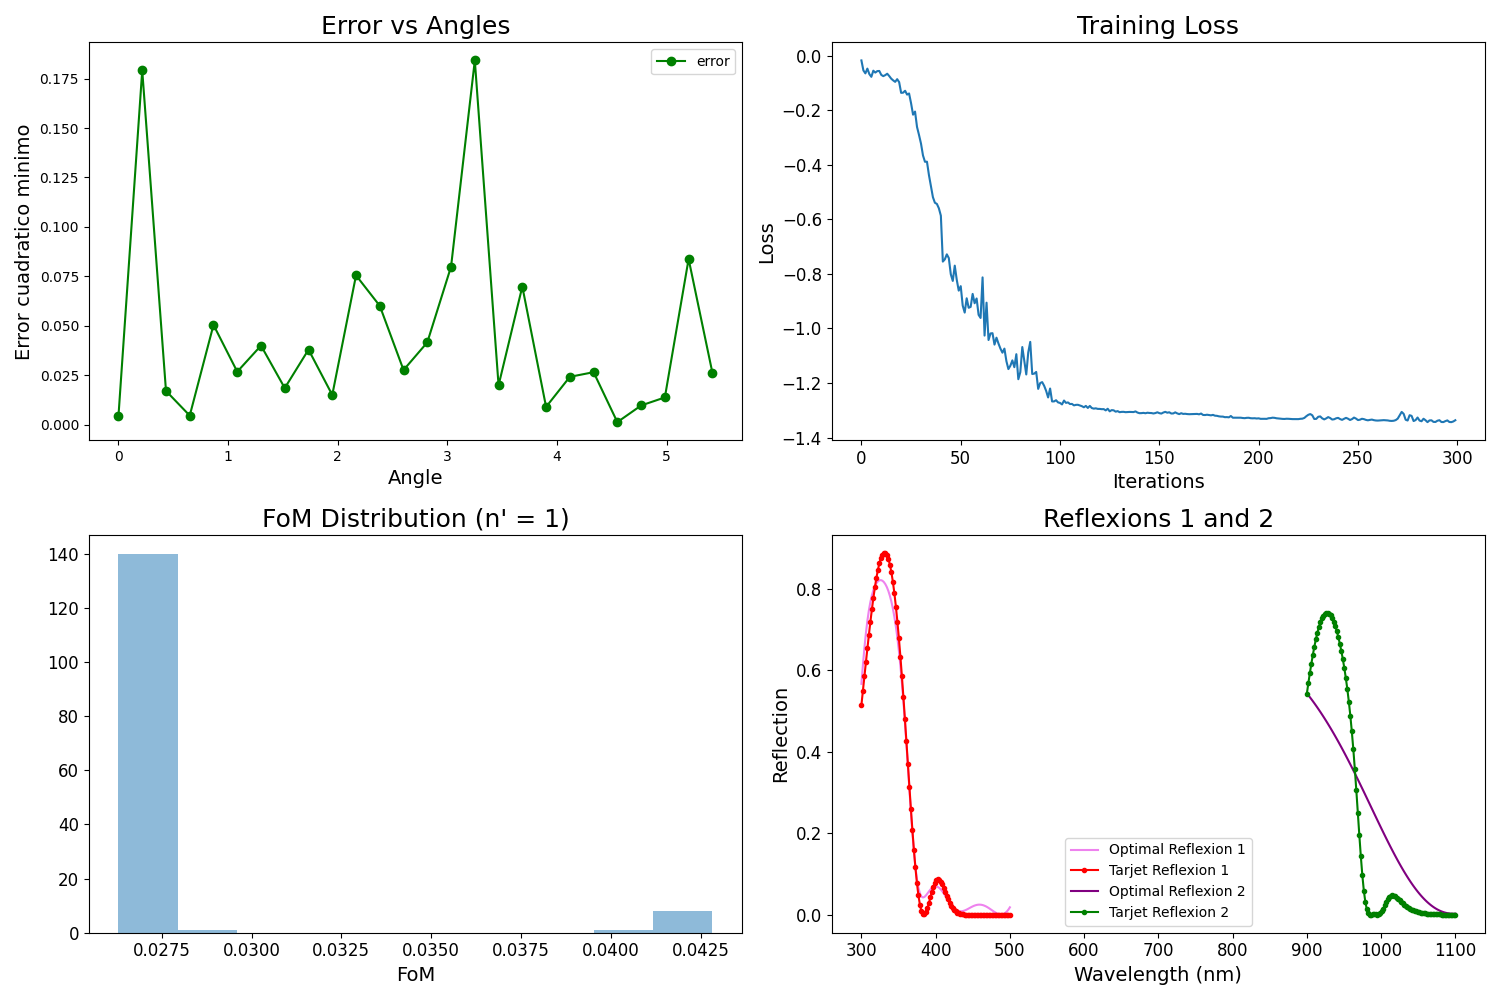 Error vs Angles
Error cuadratico minimo
0.175
0.150
0.125
0.100
0.075
0.050
0.025
0.000
error
0 1 2 3 4 5
Angle
Training Loss
Loss
0.0
−0.2
−0.4
−0.6
−0.8
−1.0
−1.2
−1.4
0 50 100 150 200 250 300
Iterations
FoM Distribution (n' = 1)
140
120
100
80
60
40
20
0
0.0275 0.0300 0.0325 0.0350 0.0375 0.0400 0.0425
FoM
Reflexions 1 and 2
Reflection
0.8
0.6
0.4
0.2
0.0
Optimal Reflexion 1
Tarjet Reflexion 1
Optimal Reflexion 2
Tarjet Reflexion 2
300 400 500 600 700 800 900 1000 1100
Wavelength (nm)